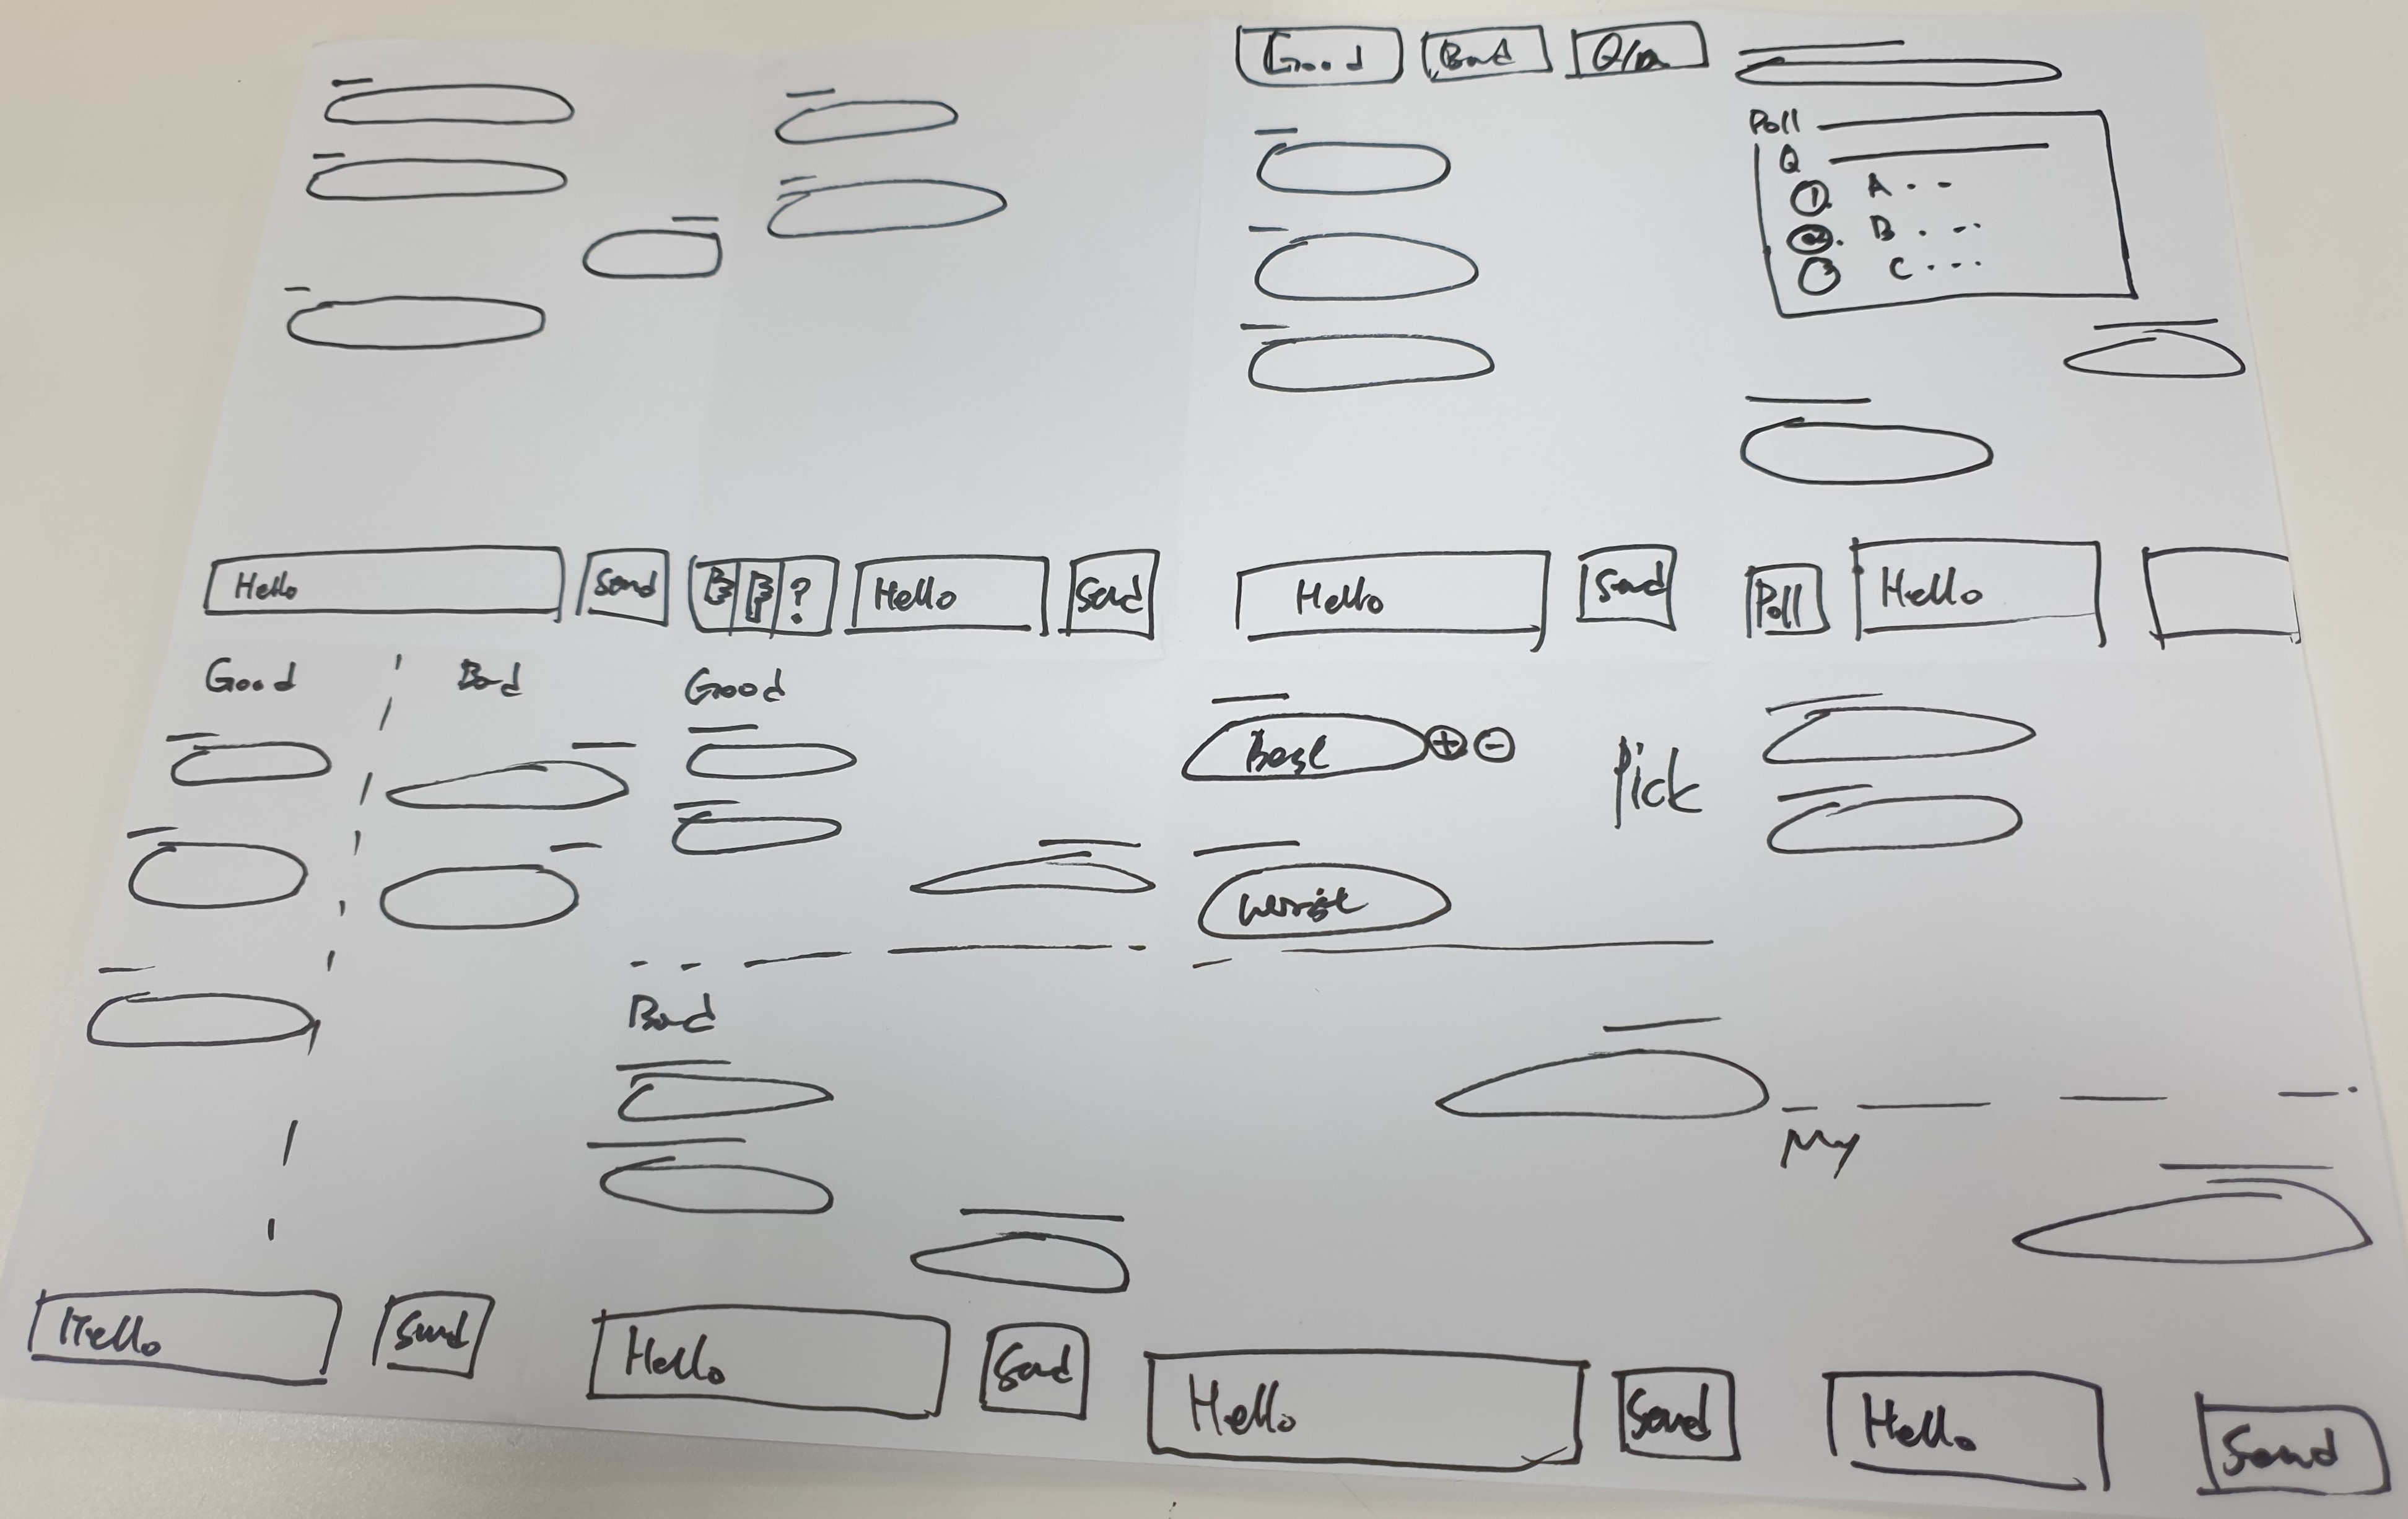 Good Bad Q/A
Poll
Q
1 A
2 B
3 C
Hello Send
? Hello Send
Hello Send
Poll Hello
Good Bad
Hello Send
Good
Bad
Hello Send
Best + -
Worst
Hello Send
Pick
My
Hello Send